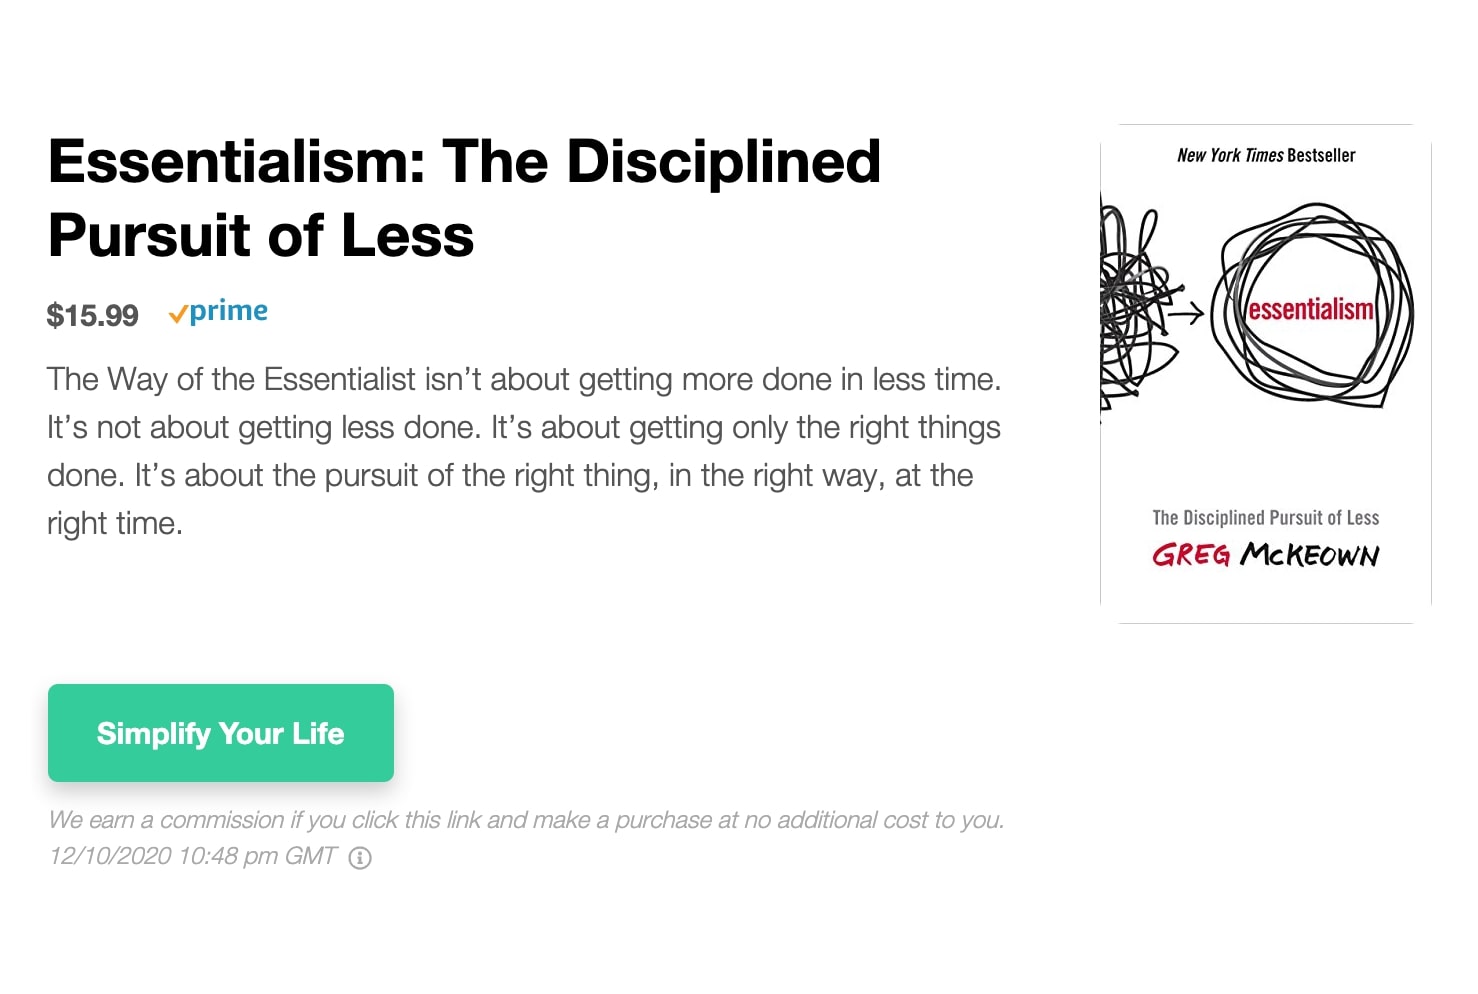 Essentialism: The Disciplined
Pursuit of Less
$15.99 prime
The Way of the Essentialist isn’t about getting more done in less time.
It’s not about getting less done. It’s about getting only the right things
done. It’s about the pursuit of the right thing, in the right way, at the
right time.
Simplify Your Life
We earn a commission if you click this link and make a purchase at no additional cost to you.
12/10/2020 10:48 pm GMT
New York Times Bestseller
essentialism
The Disciplined Pursuit of Less
GREG MCKEOWN